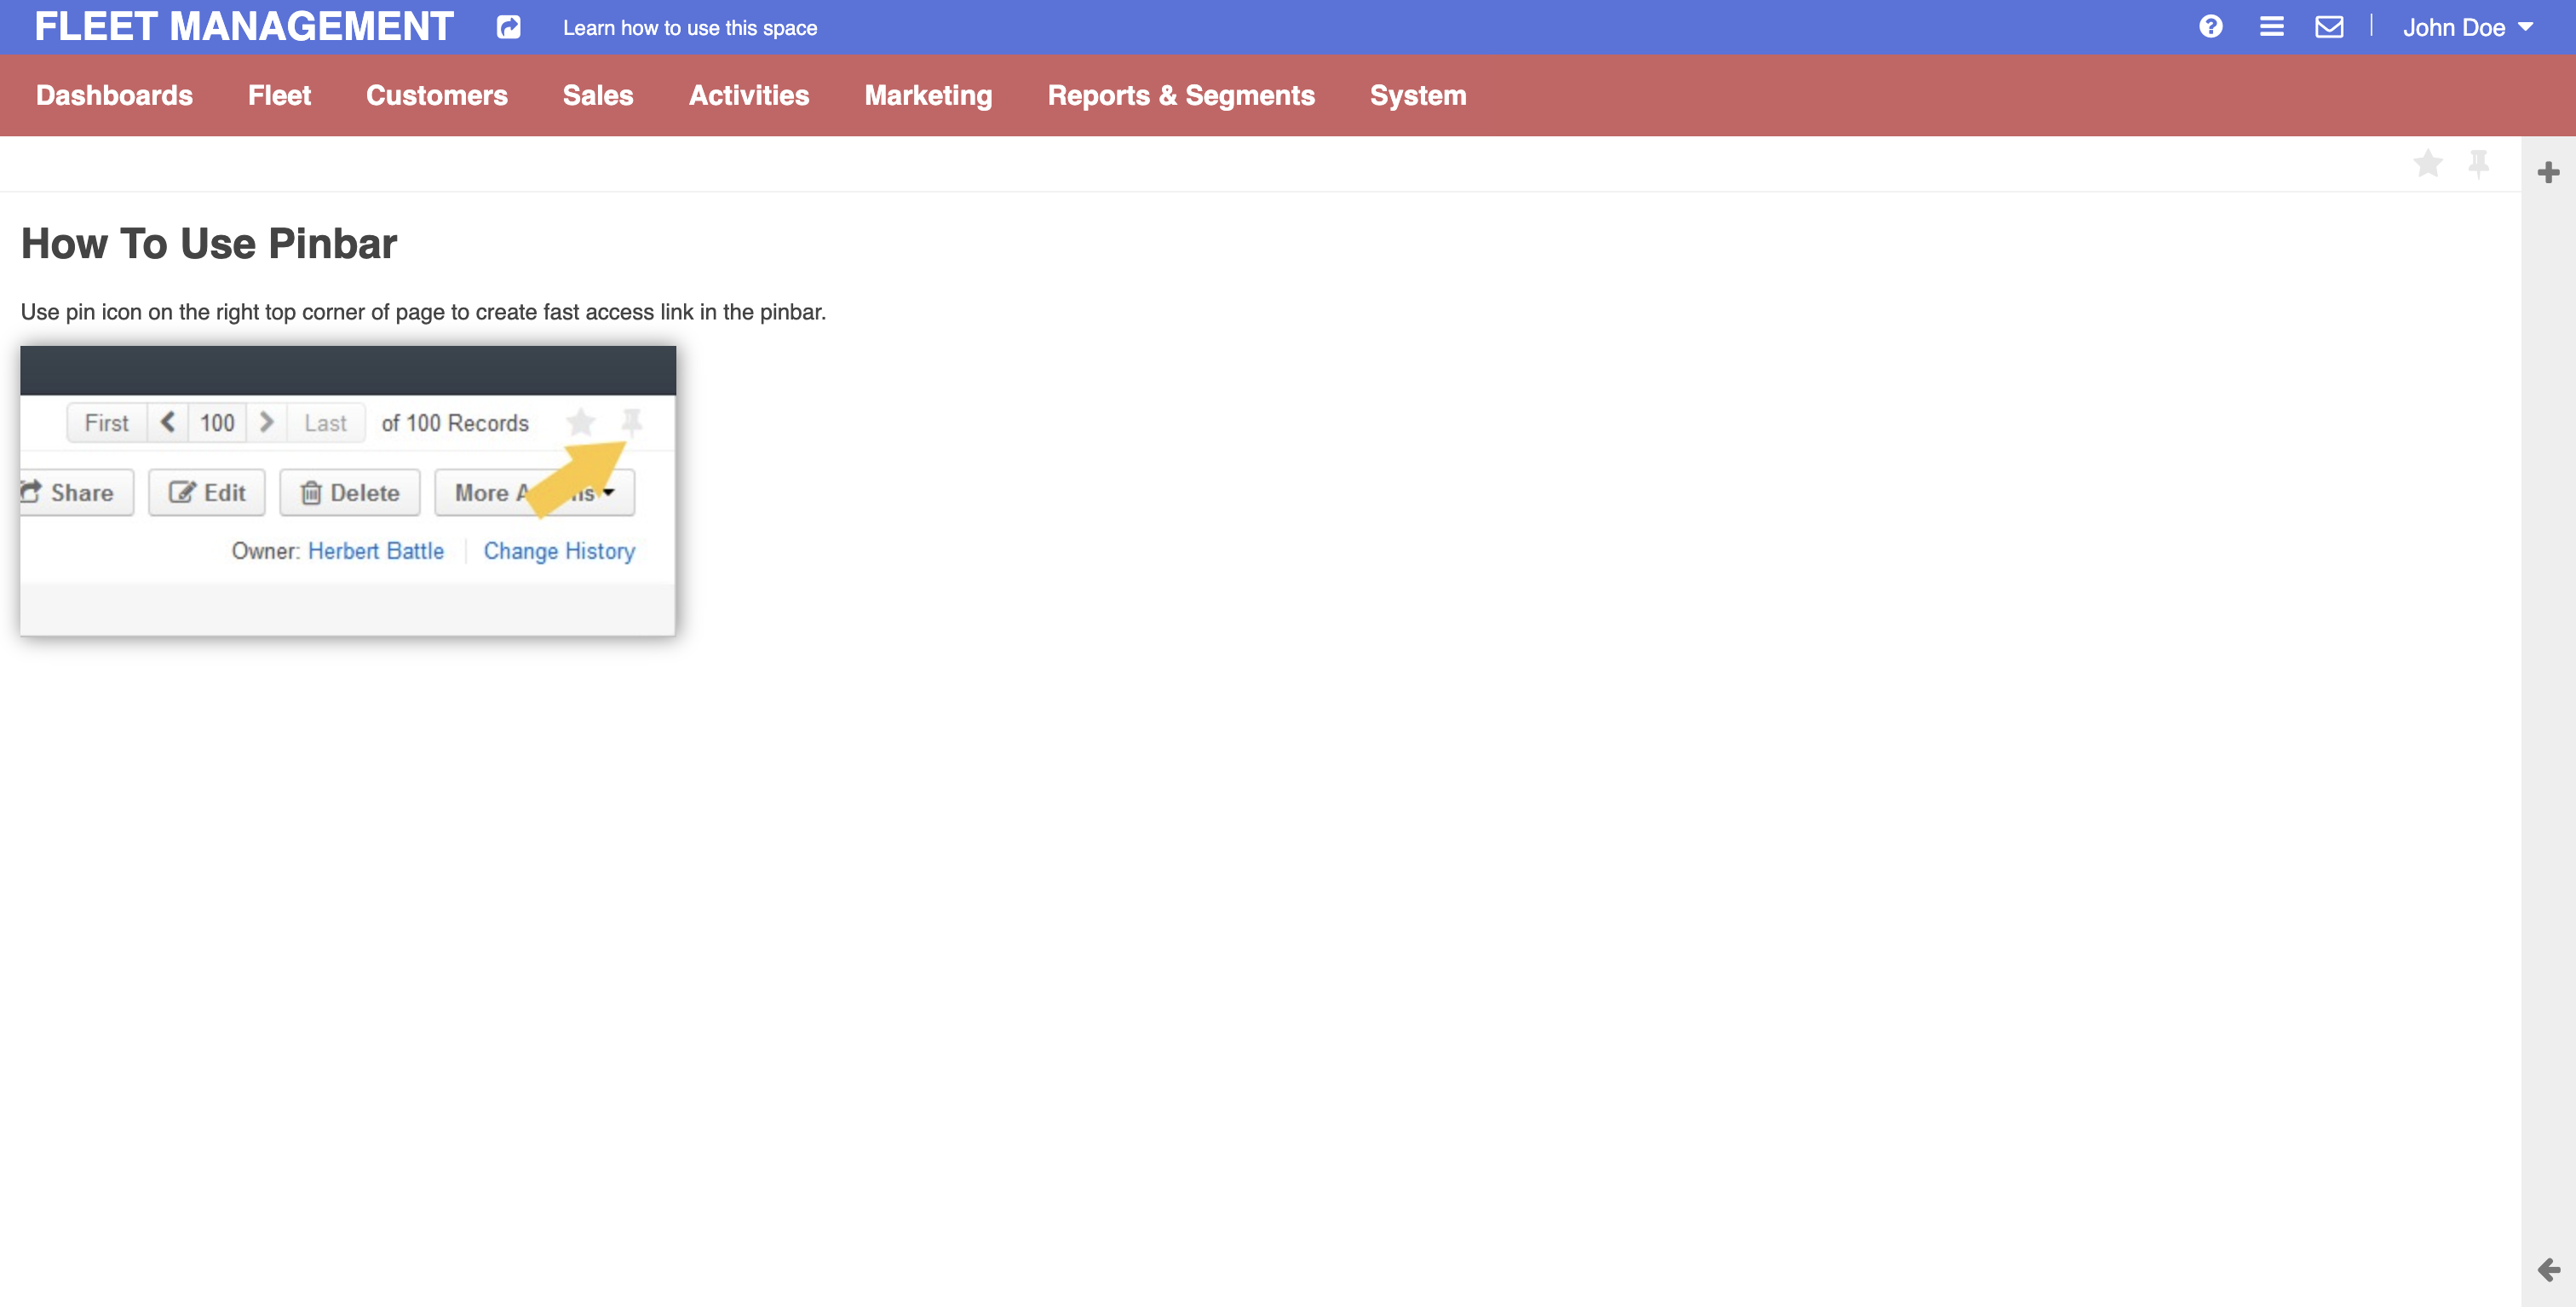 FLEET MANAGEMENT Learn how to use this space John Doe
Dashboards Fleet Customers Sales Activities Marketing Reports & Segments System
How To Use Pinbar
Use pin icon on the right top corner of page to create fast access link in the pinbar.
First 100 Last of 100 Records
Share Edit Delete More
Owner: Herbert Battle Change History